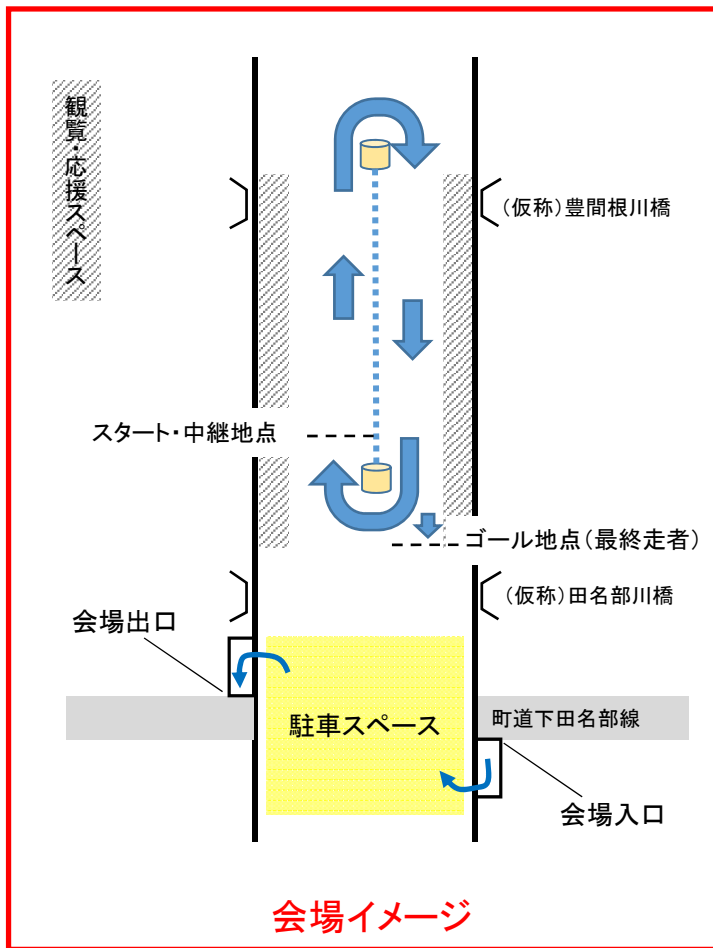 観覧・応援スペース
(仮称)豊間根川橋
スタート・中継地点
ゴール地点(最終走者)
(仮称)田名部川橋
会場出口
駐車スペース
町道下田名部線
会場入口
会場イメージ